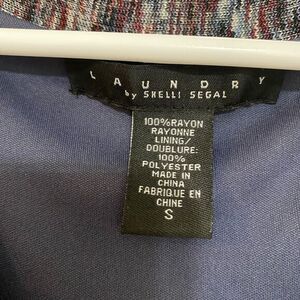 LAUNDRY
by SHELLI SEGAL
100%RAYON
RAYONNE
LINING/
DOUBLURE:
100%
POLYESTER
MADE IN
CHINA
FABRIQUE EN
CHINE
S